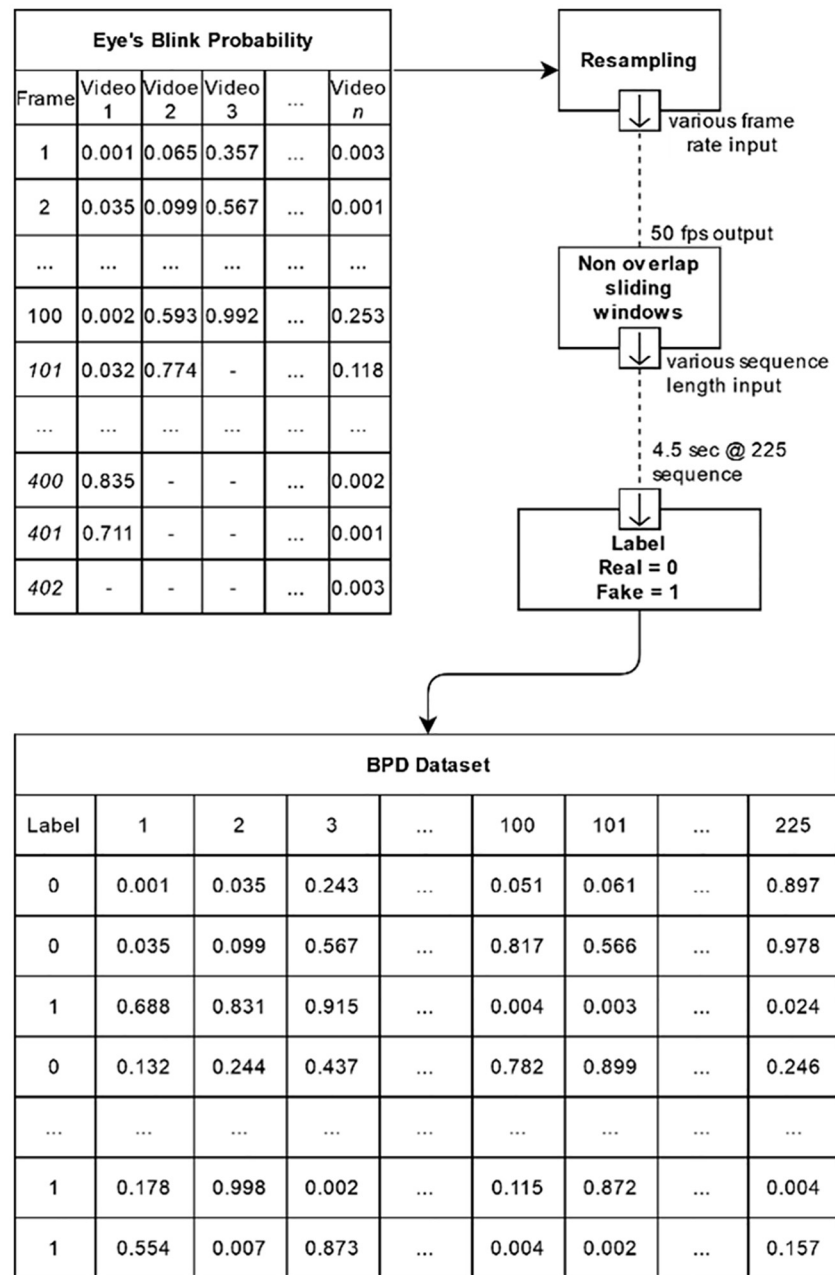 Eye's Blink Probability
Frame Video 1 Vidoe 2 Video 3 ... Video n
1 0.001 0.065 0.357 ... 0.003
2 0.035 0.099 0.567 ... 0.001
... ... ... ... ... ...
100 0.002 0.593 0.992 ... 0.253
101 0.032 0.774 - ... 0.118
... ... ... ... ... ...
400 0.835 - - ... 0.002
401 0.711 - - ... 0.001
402 - - - ... 0.003
Resampling
various frame
rate input
50 fps output
Non overlap
sliding
windows
various sequence
length input
4.5 sec @ 225
sequence
Label
Real = 0
Fake = 1
BPD Dataset
Label 1 2 3 ... 100 101 ... 225
0 0.001 0.035 0.243 ... 0.051 0.061 ... 0.897
0 0.035 0.099 0.567 ... 0.817 0.566 ... 0.978
1 0.688 0.831 0.915 ... 0.004 0.003 ... 0.024
0 0.132 0.244 0.437 ... 0.782 0.899 ... 0.246
... ... ... ... ... ... ... ... ...
1 0.178 0.998 0.002 ... 0.115 0.872 ... 0.004
1 0.554 0.007 0.873 ... 0.004 0.002 ... 0.157